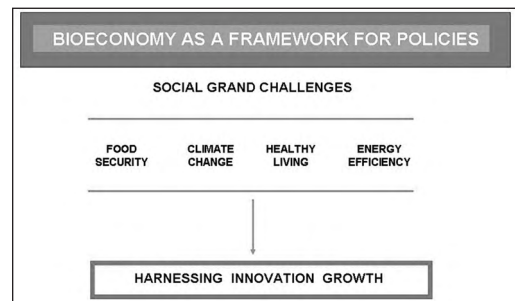 BIOECONOMY AS A FRAMEWORK FOR POLICIES
SOCIAL GRAND CHALLENGES
FOOD SECURITY
CLIMATE CHANGE
HEALTHY LIVING
ENERGY EFFICIENCY
HARNESSING INNOVATION GROWTH